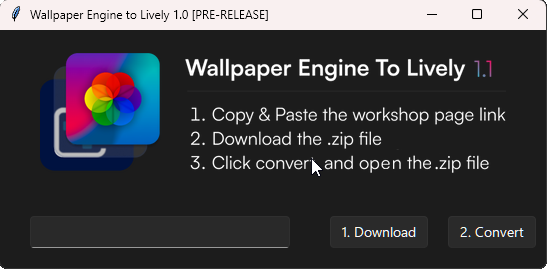 Wallpaper Engine to Lively 1.0 [PRE-RELEASE]
Wallpaper Engine To Lively 1.1
1. Copy & Paste the workshop page link
2. Download the .zip file
3. Click convert and open the .zip file
1. Download
2. Convert